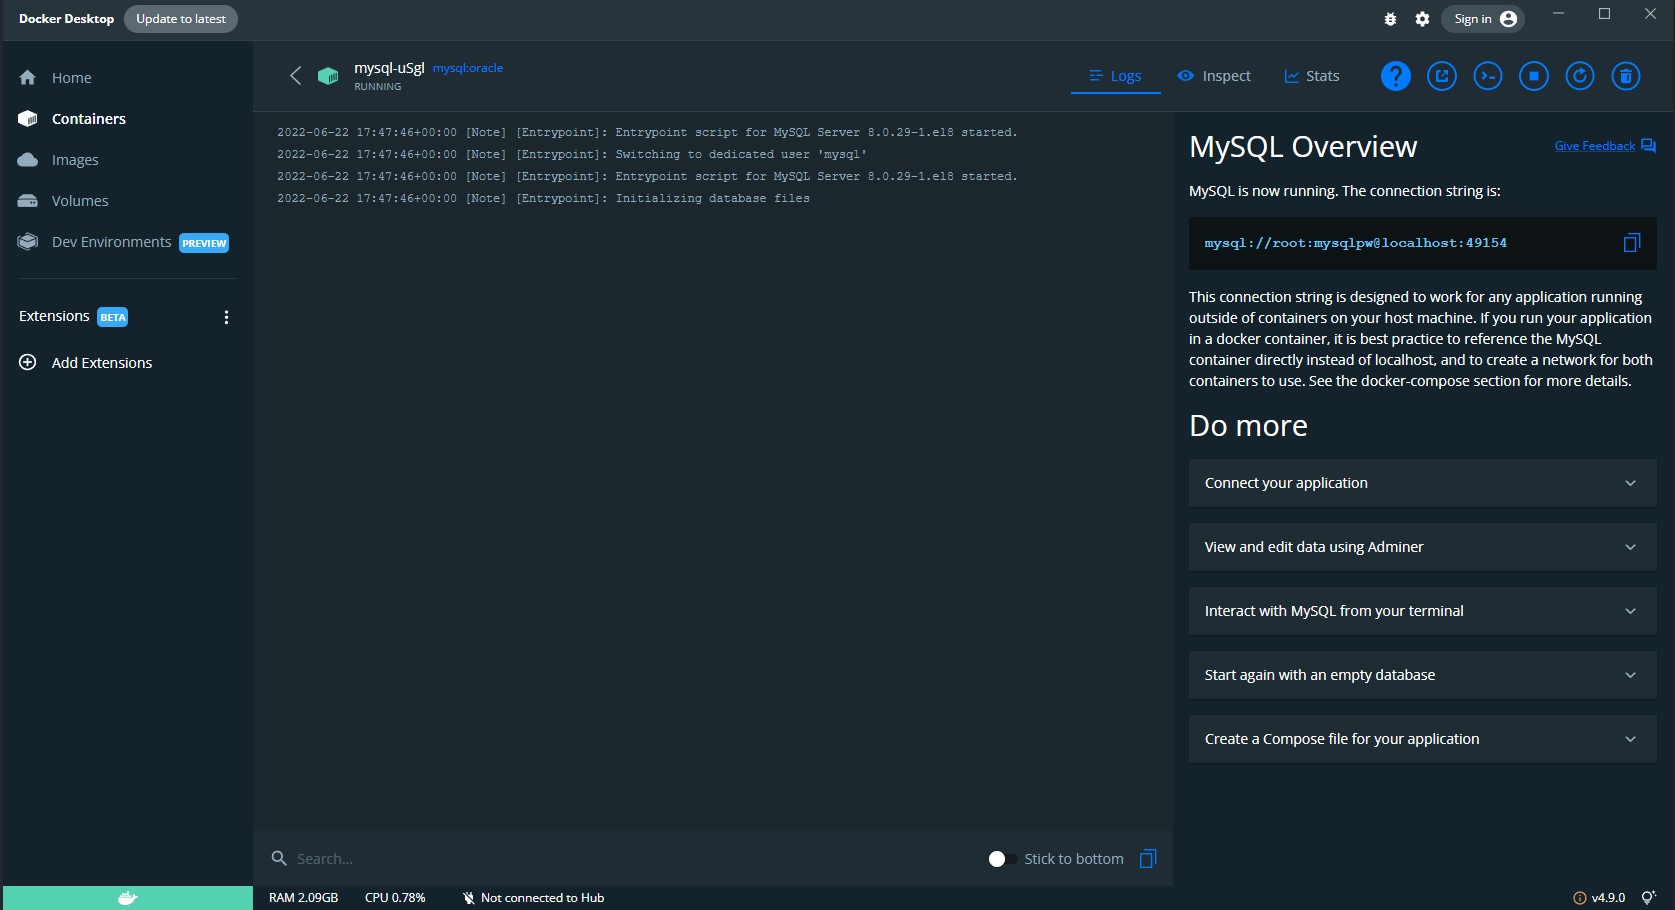 Docker Desktop
Update to latest
Sign in
Home
Containers
Images
Volumes
Dev Environments PREVIEW
Extensions BETA
Add Extensions
mysql-uSgl mysql:oracle
RUNNING
Logs
Inspect
Stats
?
2022-06-22 17:47:46+00:00 [Note] [Entrypoint]: Entrypoint script for MySQL Server 8.0.29-1.el8 started.
2022-06-22 17:47:46+00:00 [Note] [Entrypoint]: Switching to dedicated user 'mysql'
2022-06-22 17:47:46+00:00 [Note] [Entrypoint]: Entrypoint script for MySQL Server 8.0.29-1.el8 started.
2022-06-22 17:47:46+00:00 [Note] [Entrypoint]: Initializing database files
Search...
Stick to bottom
MySQL Overview
Give Feedback
MySQL is now running. The connection string is:
mysql://root:mysqlpw@localhost:49154
This connection string is designed to work for any application running
outside of containers on your host machine. If you run your application
in a docker container, it is best practice to reference the MySQL
container directly instead of localhost, and to create a network for both
containers to use. See the docker-compose section for more details.
Do more
Connect your application
View and edit data using Adminer
Interact with MySQL from your terminal
Start again with an empty database
Create a Compose file for your application
RAM 2.09GB
CPU 0.78%
Not connected to Hub
v4.9.0